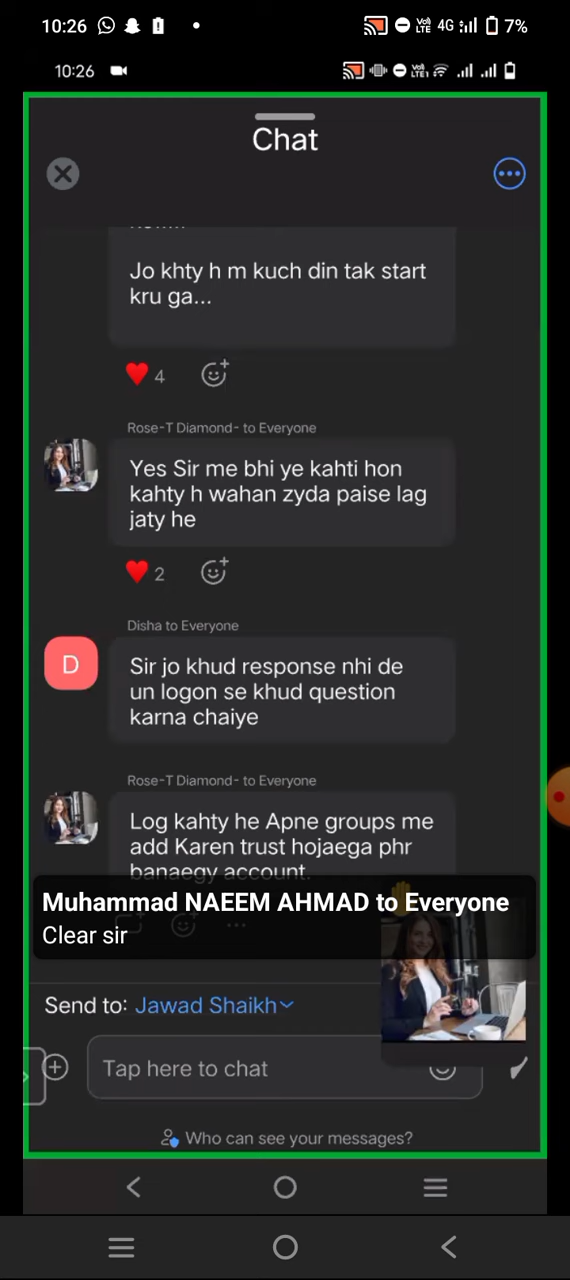 10:26
4G
7%
10:26
Chat
Jo khty h m kuch din tak start
kru ga...
4
Rose-T Diamond- to Everyone
Yes Sir me bhi ye kahti hon
kahty h wahan zyda paise lag
jaty he
2
Disha to Everyone
D
Sir jo khud response nhi de
un logon se khud question
karna chaiye
Rose-T Diamond- to Everyone
Log kahty he Apne groups me
add Karen trust hojaega phr
banaegy account.
Muhammad NAEEM AHMAD to Everyone
Clear sir
Send to: Jawad Shaikh
Tap here to chat
Who can see your messages?